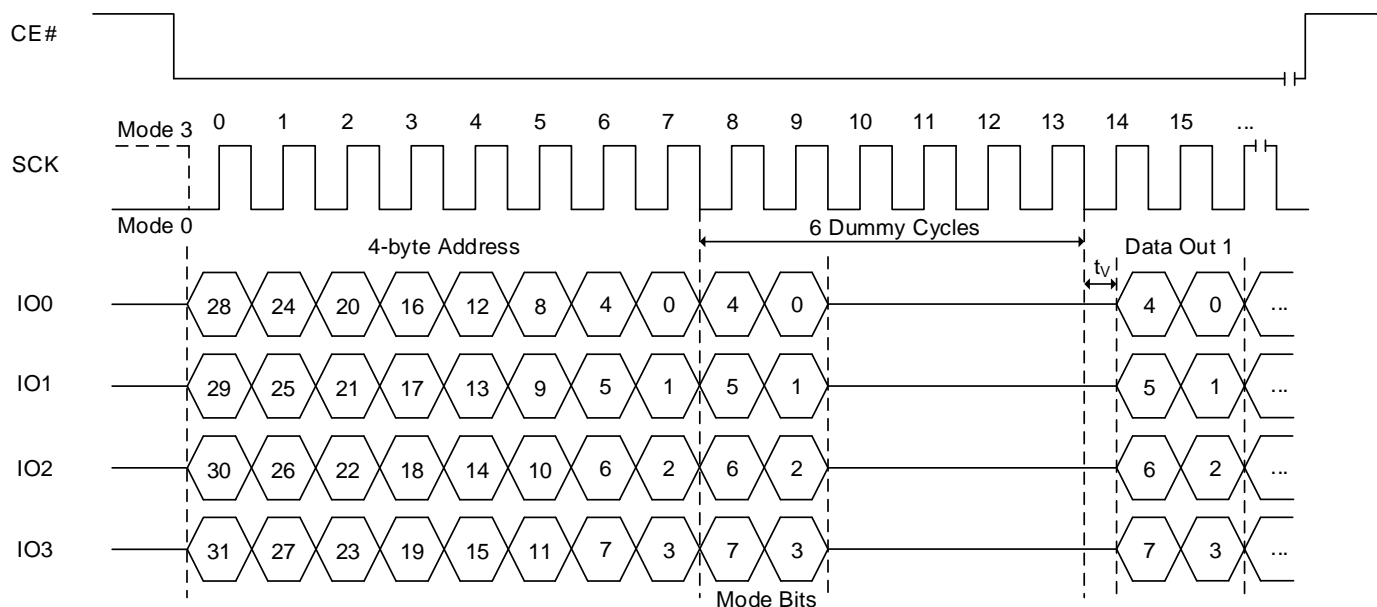 CE#
Mode 3 0 1 2 3 4 5 6 7 8 9 10 11 12 13 14 15 ...
SCK
Mode 0
4-byte Address 6 Dummy Cycles Data Out 1
tV
IO0 28 24 20 16 12 8 4 0 4 0 4 0 ...
IO1 29 25 21 17 13 9 5 1 5 1 5 1 ...
IO2 30 26 22 18 14 10 6 2 6 2 6 2 ...
IO3 31 27 23 19 15 11 7 3 7 3 7 3 ...
Mode Bits